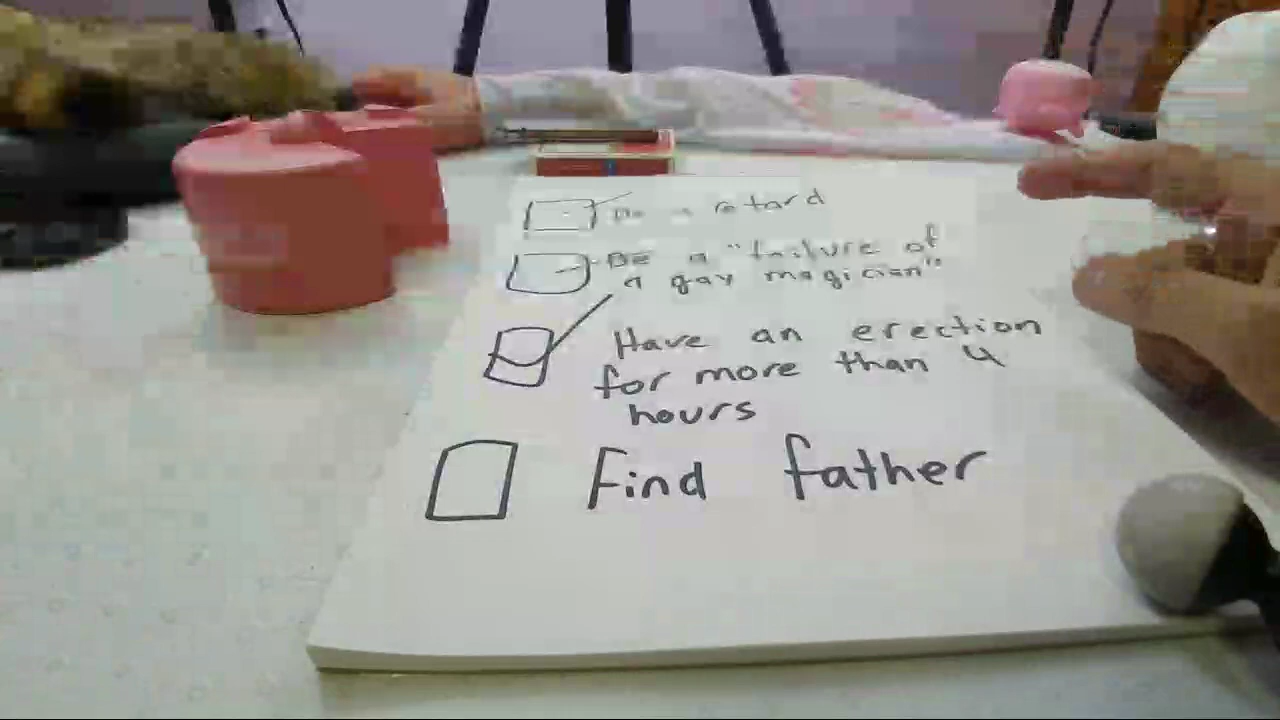 Be a retard
Be a "failure of
a gay magician"
Have an erection
for more than 4
hours
Find father